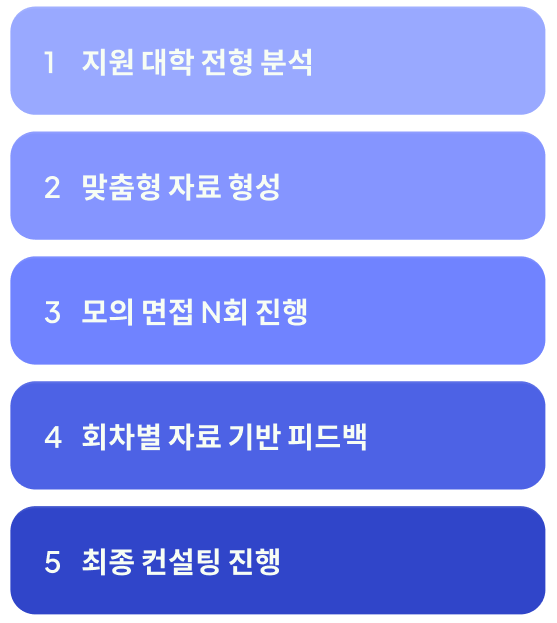 1 지원 대학 전형 분석
2 맞춤형 자료 형성
3 모의 면접 N회 진행
4 회차별 자료 기반 피드백
5 최종 컨설팅 진행